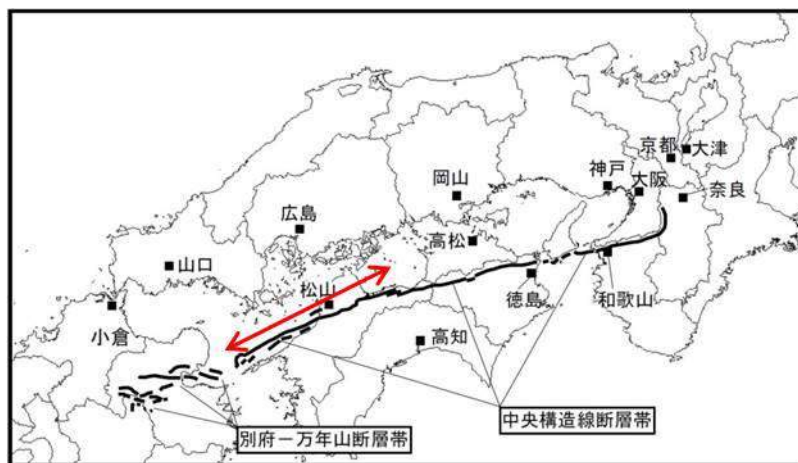 京都
大津
神戸
大阪
奈良
岡山
広島
高松
山口
松山
徳島
和歌山
小倉
高知
中央構造線断層帯
別府－万年山断層帯